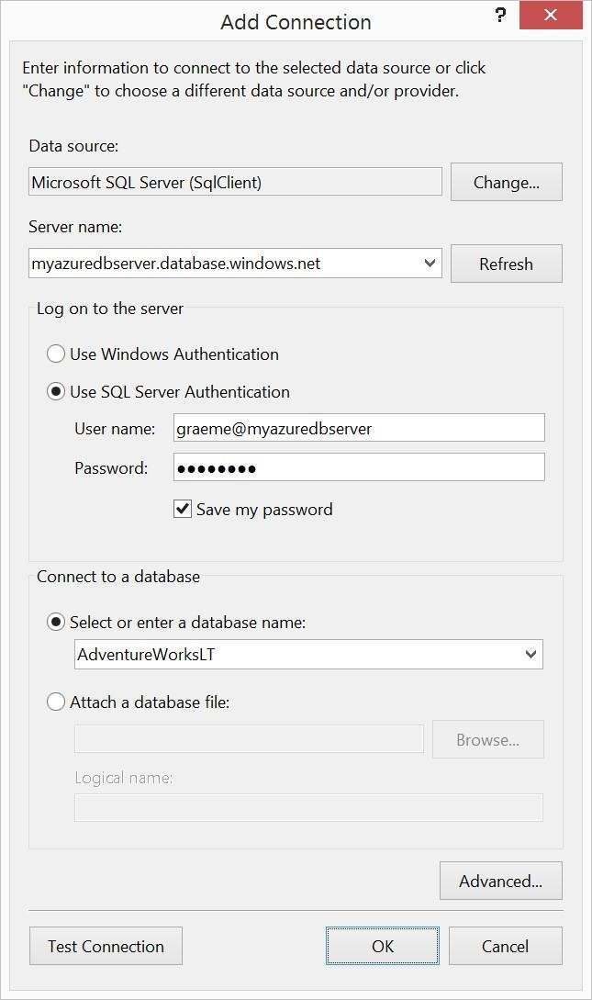 Add Connection
?
Enter information to connect to the selected data source or click
"Change" to choose a different data source and/or provider.
Data source:
Microsoft SQL Server (SqlClient)
Change...
Server name:
myazuredbserver.database.windows.net
Refresh
Log on to the server
Use Windows Authentication
Use SQL Server Authentication
User name:
graeme@myazuredbserver
Password:
●●●●●●●●
Save my password
Connect to a database
Select or enter a database name:
AdventureWorksLT
Attach a database file:
Browse...
Logical name:
Advanced...
Test Connection
OK
Cancel